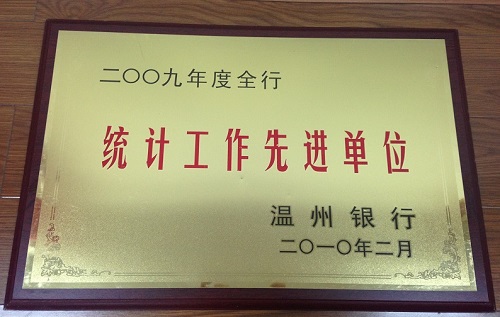 二〇〇九年度全行
统计工作先进单位
温州银行
二〇一〇年二月